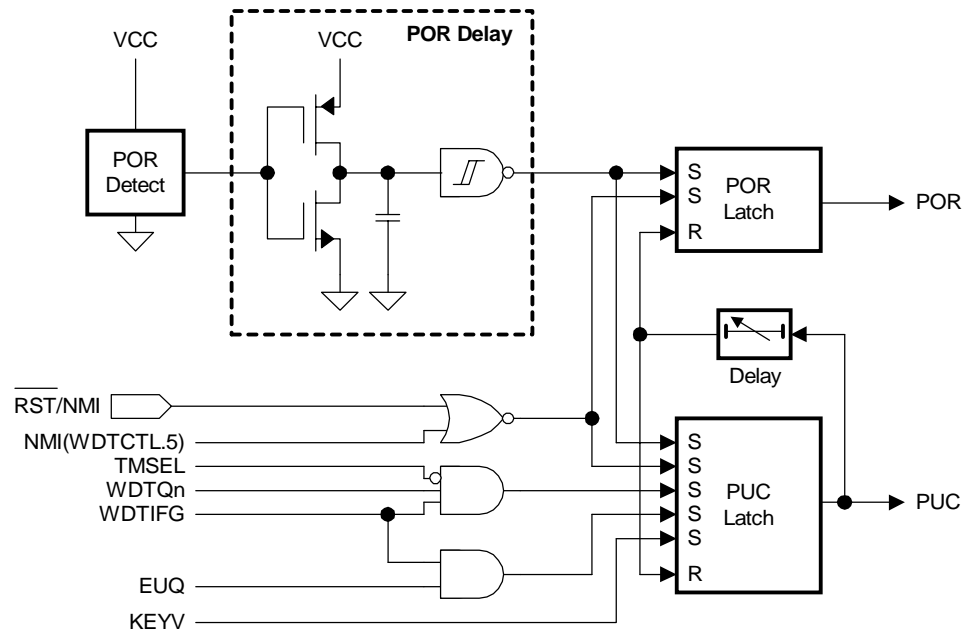 POR Delay
VCC
VCC
POR
Detect
S
S
R
POR
Latch
POR
Delay
RST/NMI
NMI(WDTCTL.5)
TMSEL
WDTQn
WDTIFG
EUQ
KEYV
S
S
S
S
S
R
PUC
Latch
PUC